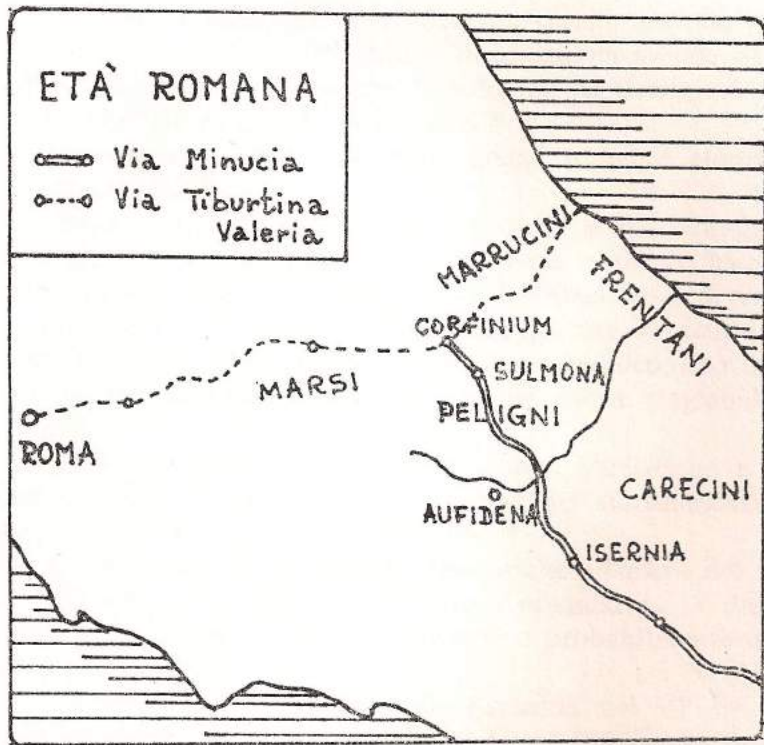 ETÀ ROMANA
Via Minucia
Via Tiburtina
Valeria
MARRUCINI
FRENTANI
CORFINIUM
SULMONA
MARSI
PELIGNI
ROMA
CARECINI
AUFIDENA
ISERNIA